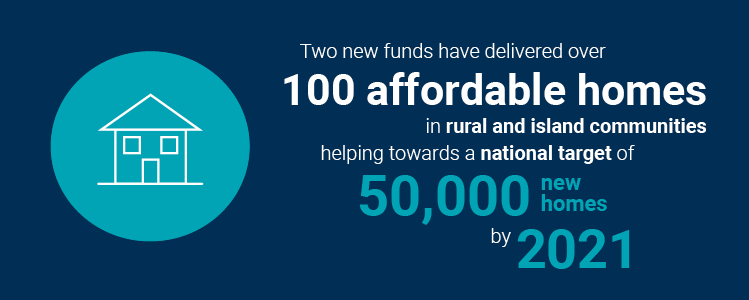 Two new funds have delivered over
100 affordable homes
in rural and island communities
helping towards a national target of
50,000 new homes
by 2021